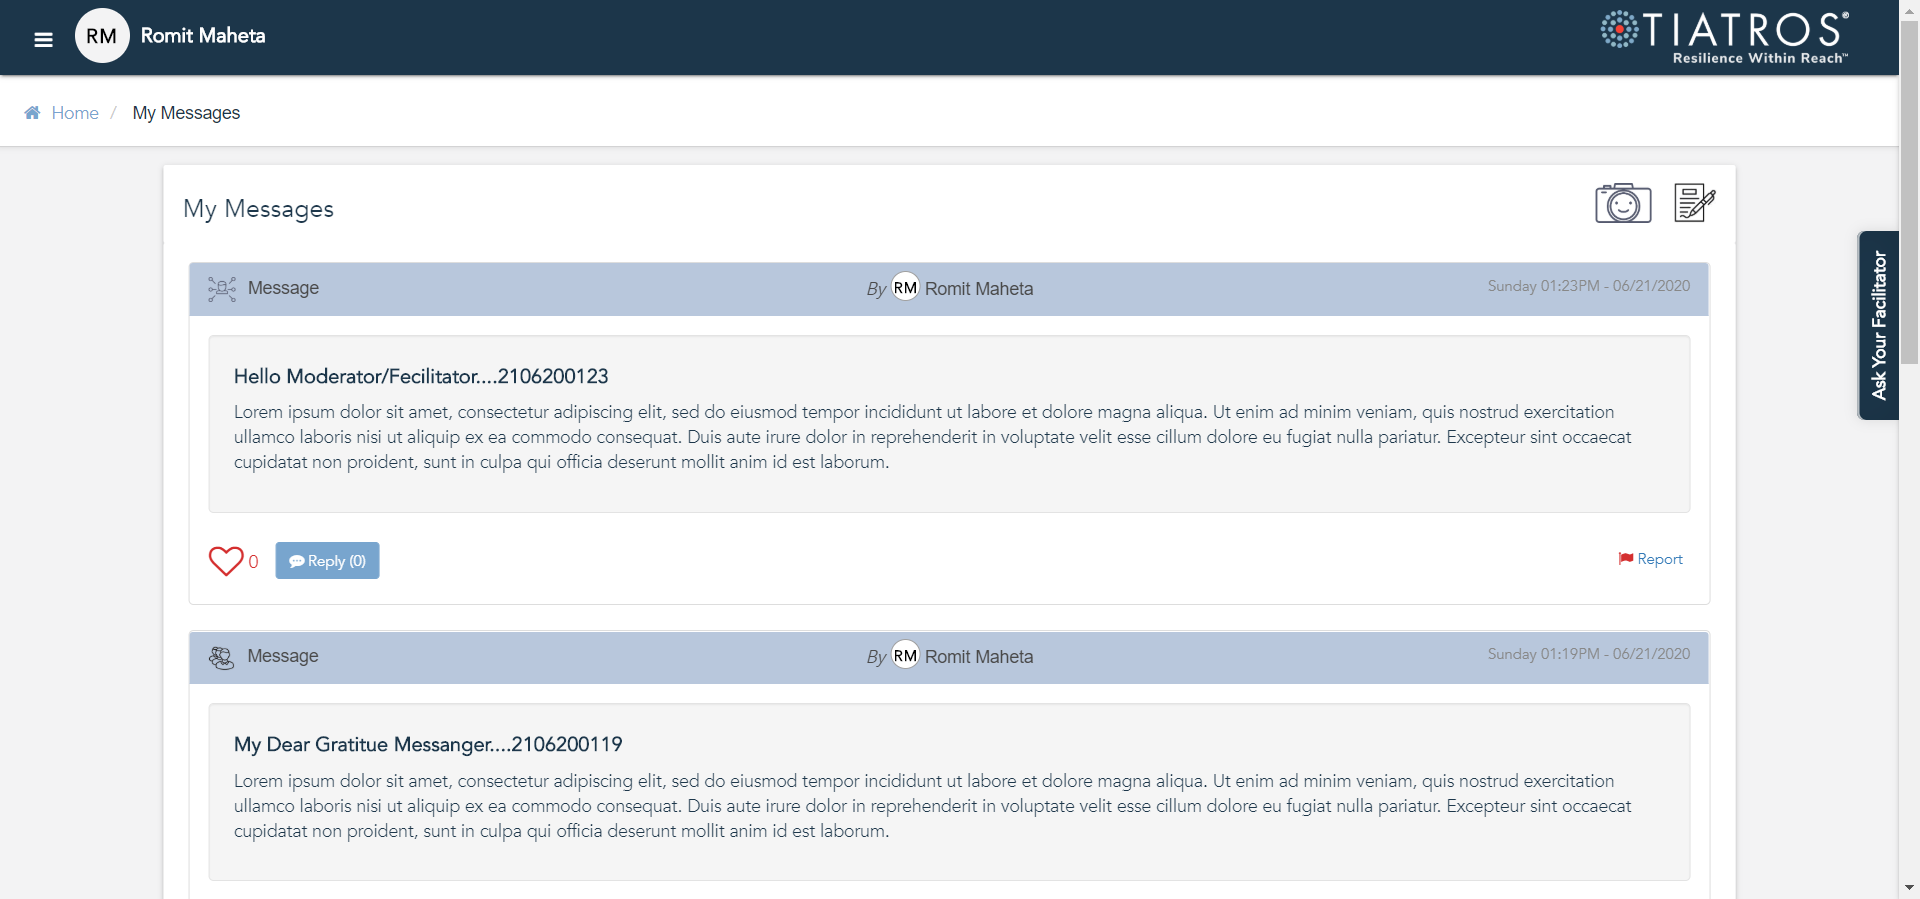 RM Romit Maheta
TIATROS®
Resilience Within Reach™
Home / My Messages
My Messages
Ask Your Facilitator
Message By RM Romit Maheta Sunday 01:23PM - 06/21/2020
Hello Moderator/Fecilitator....2106200123
Lorem ipsum dolor sit amet, consectetur adipiscing elit, sed do eiusmod tempor incididunt ut labore et dolore magna aliqua. Ut enim ad minim veniam, quis nostrud exercitation
ullamco laboris nisi ut aliquip ex ea commodo consequat. Duis aute irure dolor in reprehenderit in voluptate velit esse cillum dolore eu fugiat nulla pariatur. Excepteur sint occaecat
cupidatat non proident, sunt in culpa qui officia deserunt mollit anim id est laborum.
0 Reply (0) Report
Message By RM Romit Maheta Sunday 01:19PM - 06/21/2020
My Dear Gratitue Messanger....2106200119
Lorem ipsum dolor sit amet, consectetur adipiscing elit, sed do eiusmod tempor incididunt ut labore et dolore magna aliqua. Ut enim ad minim veniam, quis nostrud exercitation
ullamco laboris nisi ut aliquip ex ea commodo consequat. Duis aute irure dolor in reprehenderit in voluptate velit esse cillum dolore eu fugiat nulla pariatur. Excepteur sint occaecat
cupidatat non proident, sunt in culpa qui officia deserunt mollit anim id est laborum.